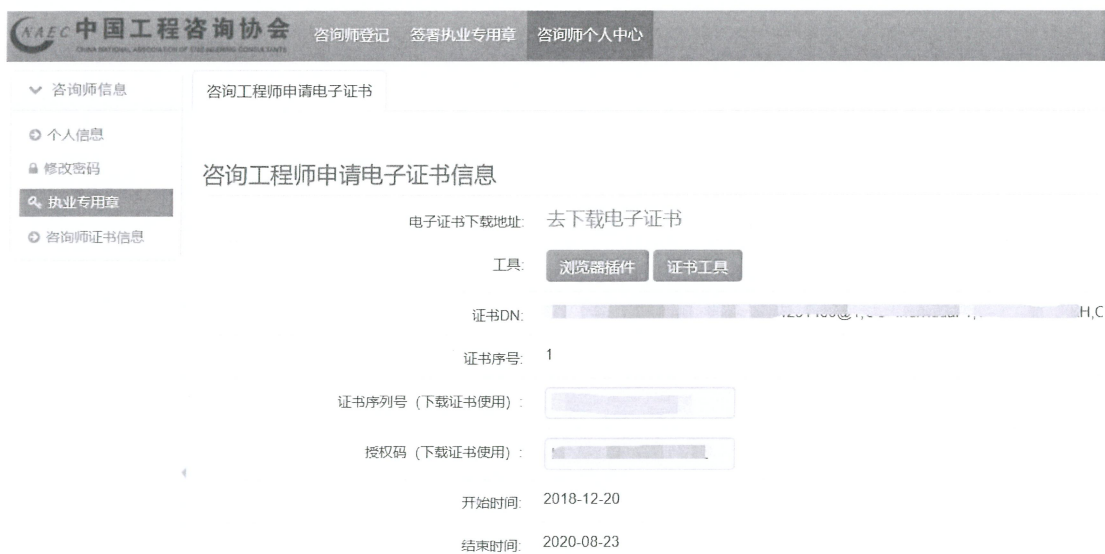 NAEC 中国工程咨询协会
CHINA NATIONAL ASSOCIATION OF ENGINEERING CONSULTANTS
咨询师登记 签署执业专用章 咨询师个人中心
咨询师信息
咨询工程师申请电子证书
个人信息
修改密码
执业专用章
咨询师证书信息
咨询工程师申请电子证书信息
电子证书下载地址: 去下载电子证书
工具: 浏览器插件 证书工具
证书DN: H,C
证书序号: 1
证书序列号（下载证书使用）:
授权码（下载证书使用）:
开始时间: 2018-12-20
结束时间: 2020-08-23